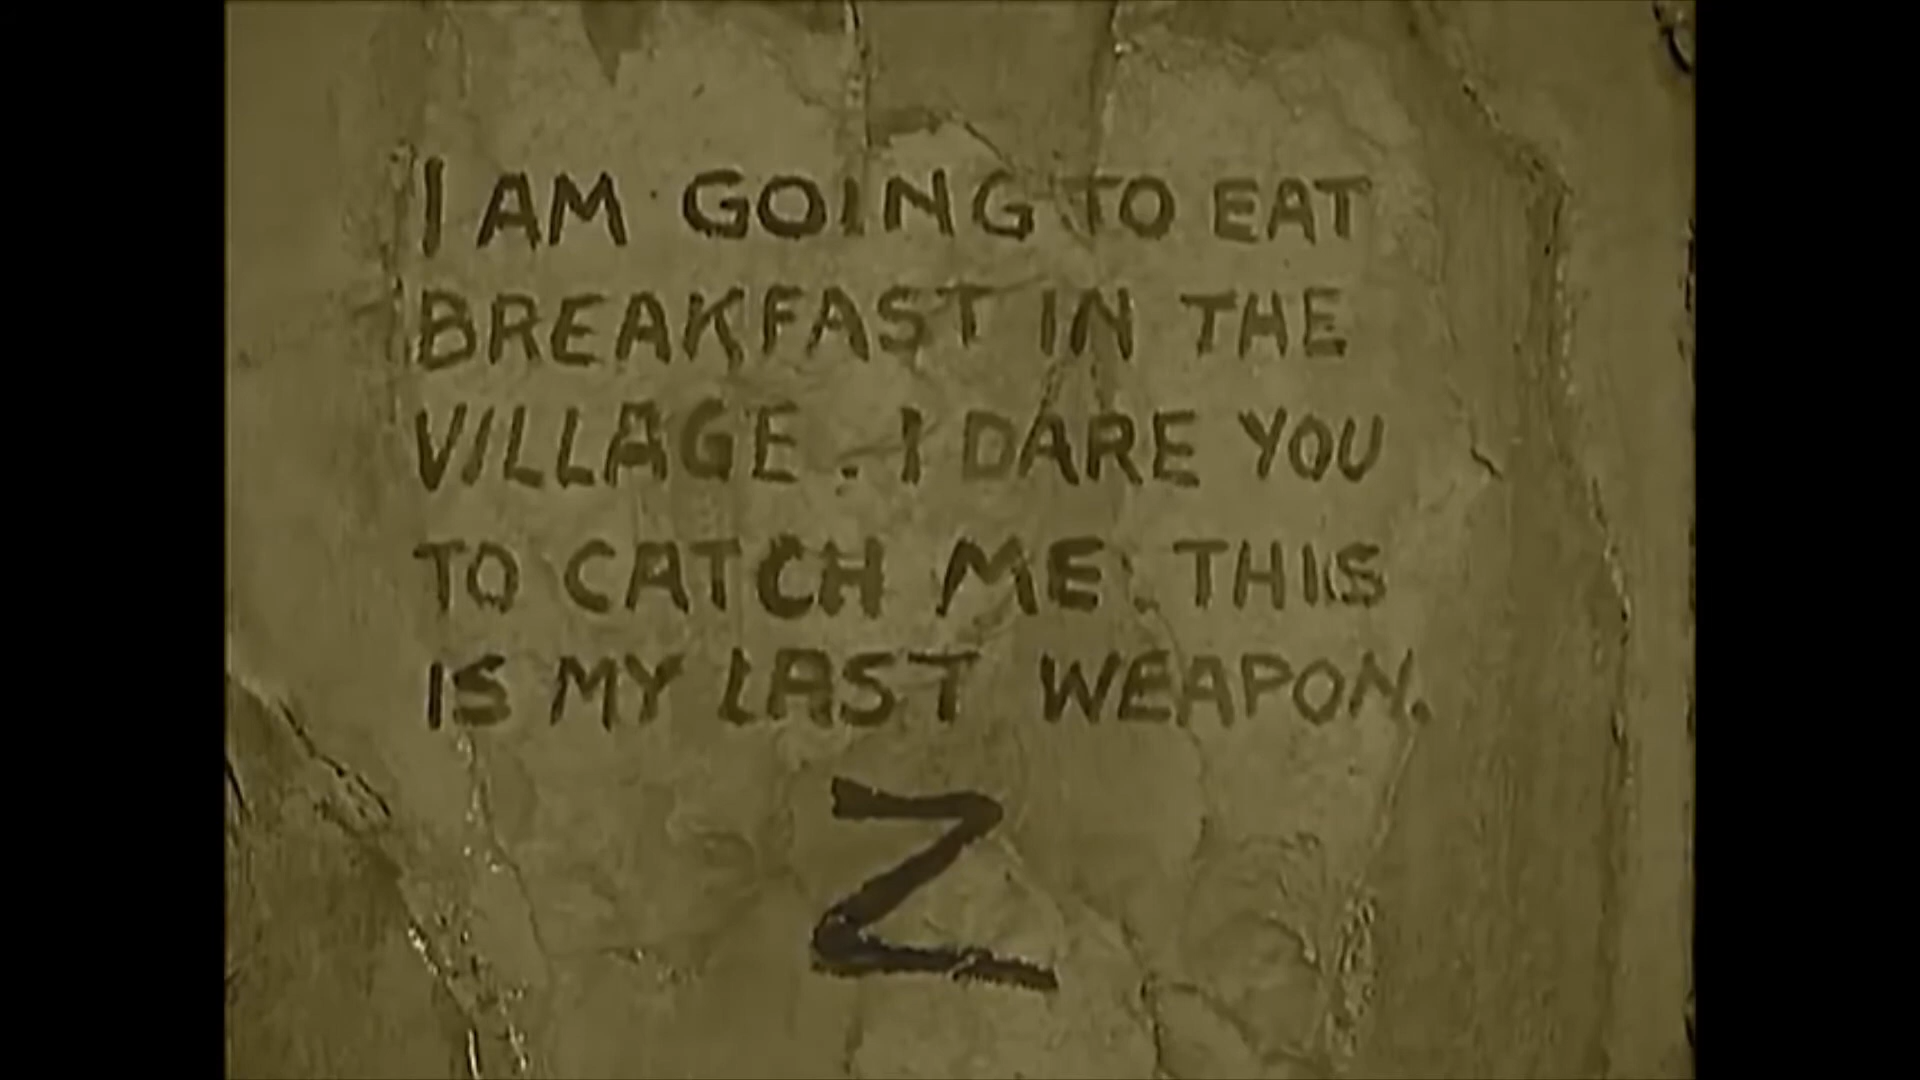 I AM GOING TO EAT
BREAKFAST IN THE
VILLAGE. I DARE YOU
TO CATCH ME. THIS
IS MY LAST WEAPON.
Z